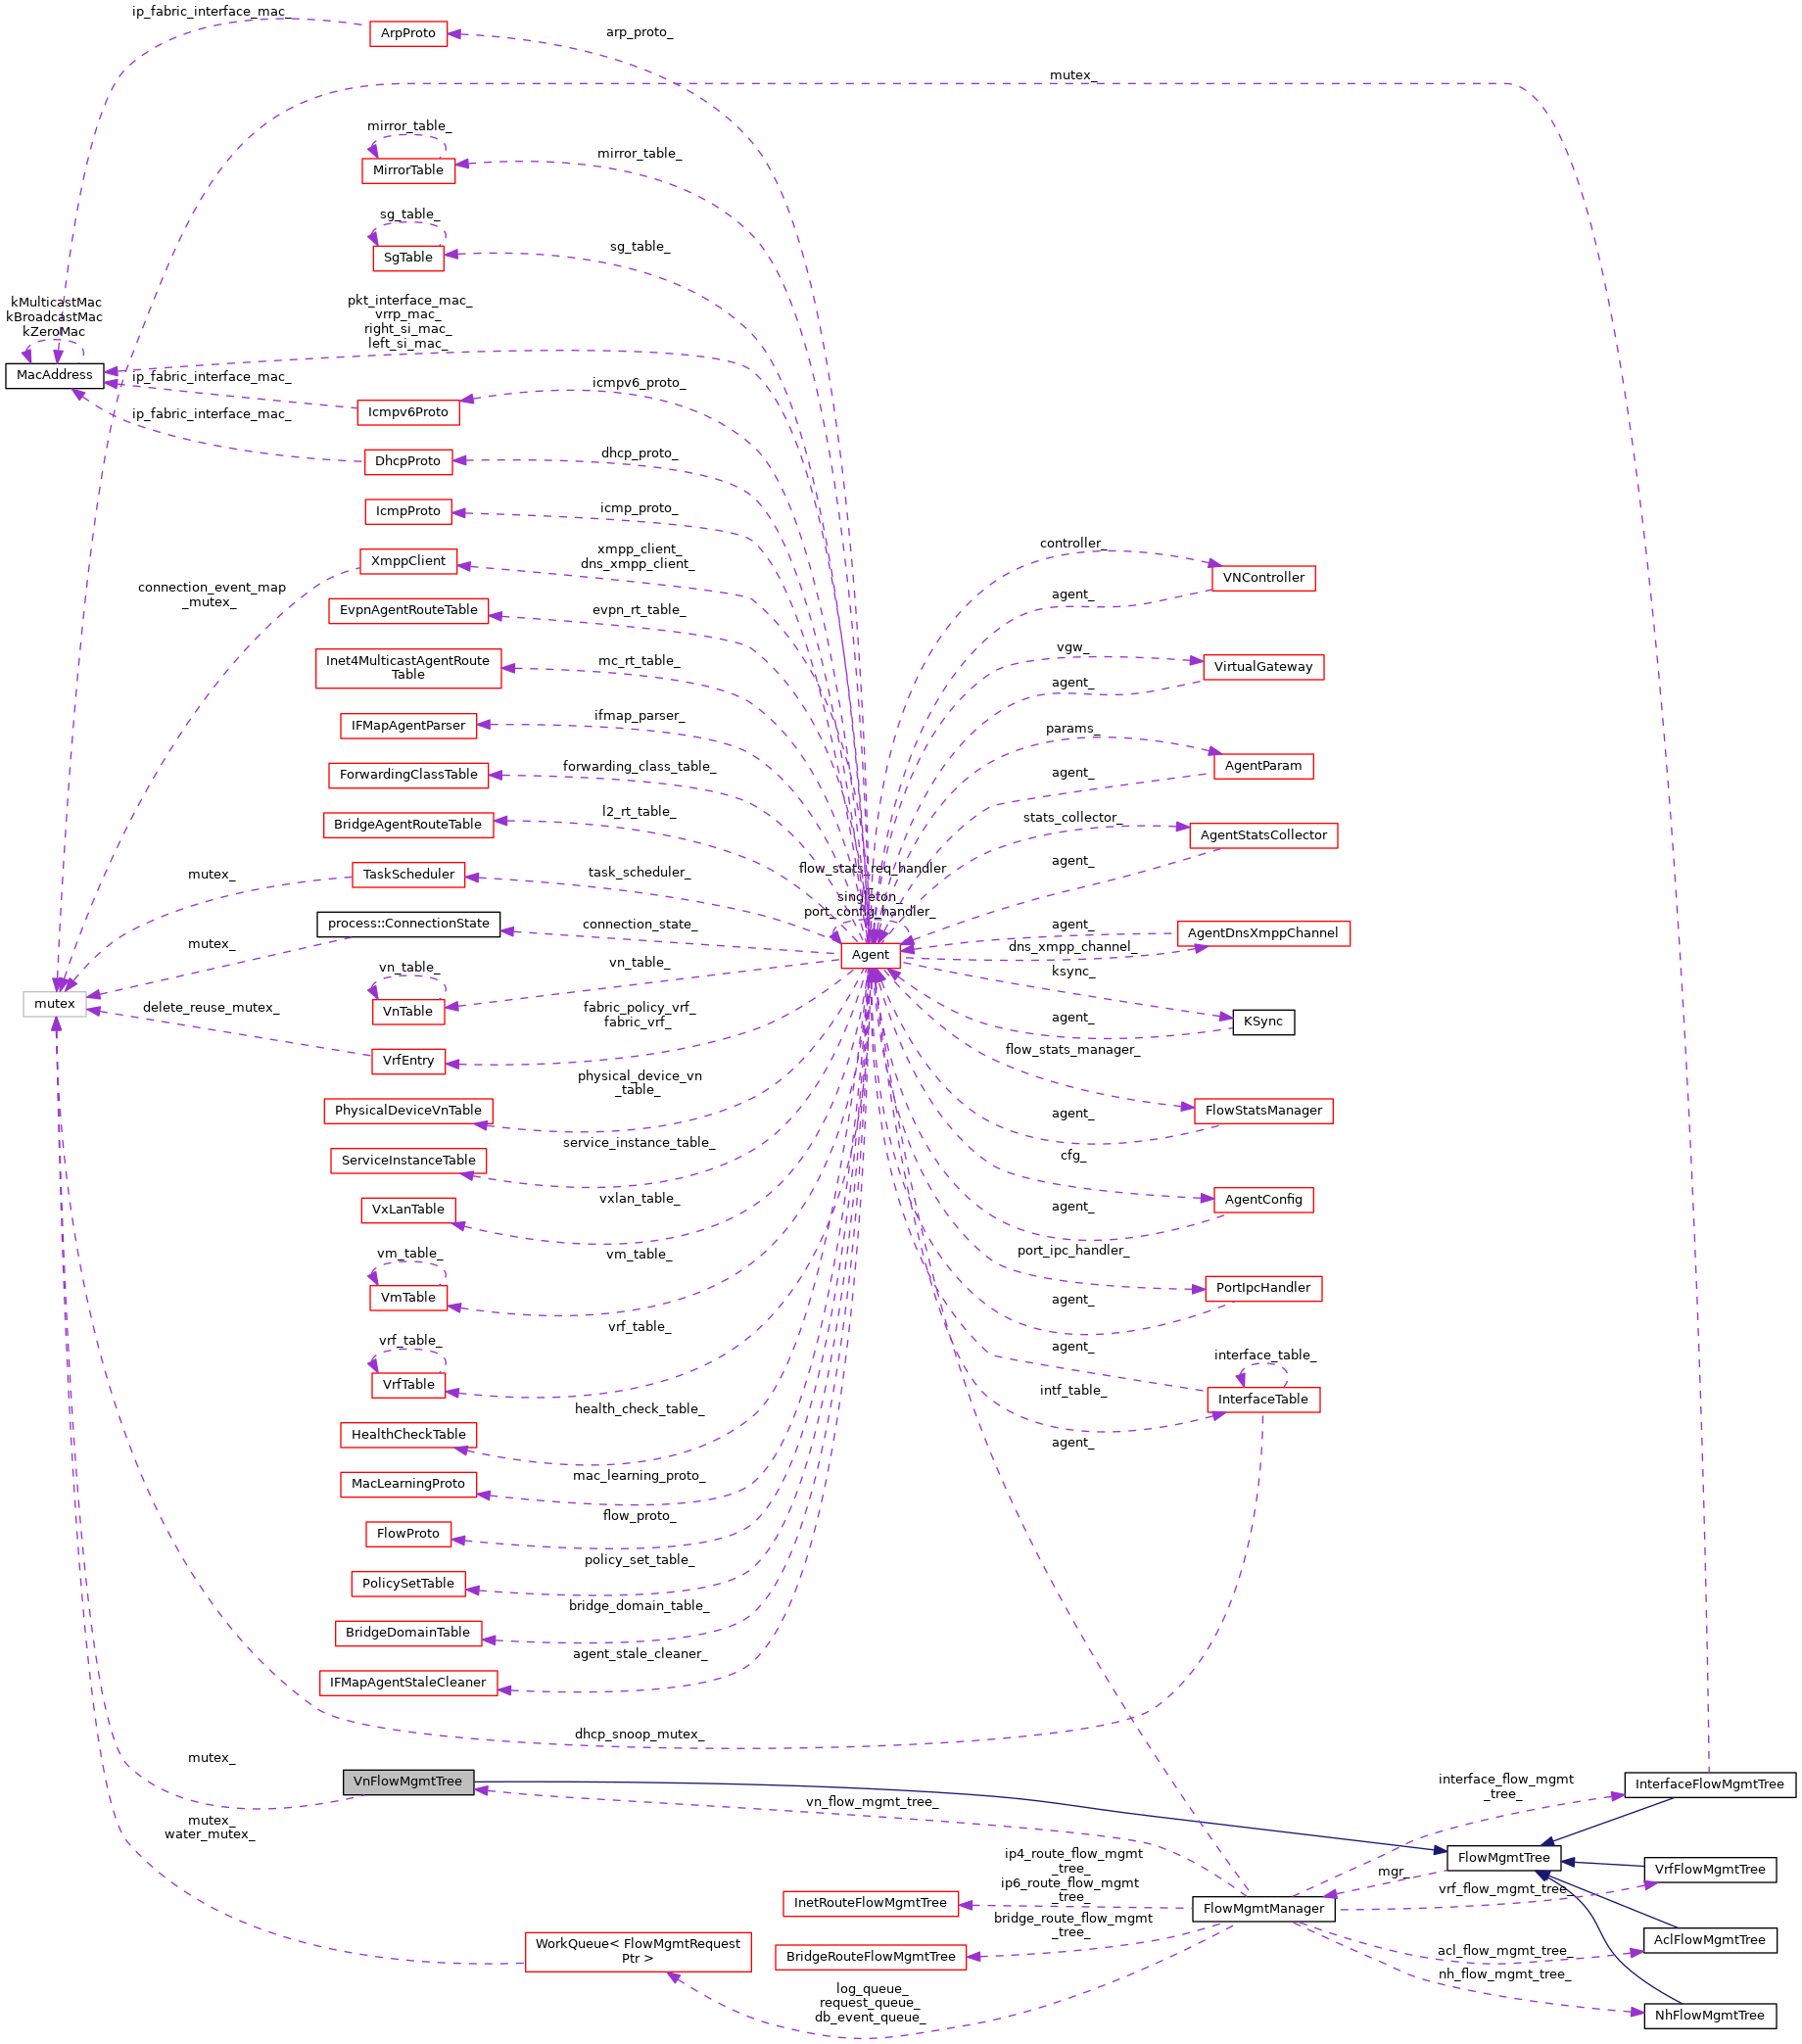 ip_fabric_interface_mac_
ArpProto
arp_proto_
mutex_
mirror_table_
MirrorTable
mirror_table_
sg_table_
SgTable
sg_table_
kMulticastMac
kBroadcastMac
kZeroMac
MacAddress
pkt_interface_mac_
vrrp_mac_
right_si_mac_
left_si_mac_
ip_fabric_interface_mac_
Icmpv6Proto
icmpv6_proto_
ip_fabric_interface_mac_
DhcpProto
dhcp_proto_
IcmpProto
icmp_proto_
XmppClient
xmpp_client_
dns_xmpp_client_
connection_event_map
_mutex_
EvpnAgentRouteTable
evpn_rt_table_
Inet4MulticastAgentRoute
Table
mc_rt_table_
IFMapAgentParser
ifmap_parser_
ForwardingClassTable
forwarding_class_table_
BridgeAgentRouteTable
l2_rt_table_
mutex_
TaskScheduler
task_scheduler_
mutex_
process::ConnectionState
connection_state_
vn_table_
VnTable
vn_table_
mutex
delete_reuse_mutex_
VrfEntry
fabric_policy_vrf_
fabric_vrf_
PhysicalDeviceVnTable
physical_device_vn
_table_
ServiceInstanceTable
service_instance_table_
VxLanTable
vxlan_table_
vm_table_
VmTable
vm_table_
vrf_table_
VrfTable
vrf_table_
HealthCheckTable
health_check_table_
MacLearningProto
mac_learning_proto_
FlowProto
flow_proto_
PolicySetTable
policy_set_table_
BridgeDomainTable
bridge_domain_table_
IFMapAgentStaleCleaner
agent_stale_cleaner_
dhcp_snoop_mutex_
flow_stats_req_handler
_
singleton_
port_config_handler_
Agent
controller_
VNController
agent_
vgw_
VirtualGateway
agent_
params_
AgentParam
agent_
stats_collector_
AgentStatsCollector
agent_
agent_
AgentDnsXmppChannel
dns_xmpp_channel_
ksync_
KSync
agent_
flow_stats_manager_
FlowStatsManager
agent_
cfg_
AgentConfig
agent_
port_ipc_handler_
PortIpcHandler
agent_
agent_
interface_table_
InterfaceTable
intf_table_
agent_
mutex_
VnFlowMgmtTree
vn_flow_mgmt_tree_
mutex_
water_mutex_
WorkQueue< FlowMgmtRequest
Ptr >
ip4_route_flow_mgmt
_tree_
ip6_route_flow_mgmt
_tree_
InetRouteFlowMgmtTree
bridge_route_flow_mgmt
_tree_
BridgeRouteFlowMgmtTree
log_queue_
request_queue_
db_event_queue_
FlowMgmtManager
interface_flow_mgmt
_tree_
InterfaceFlowMgmtTree
FlowMgmtTree
mgr_
vrf_flow_mgmt_tree_
VrfFlowMgmtTree
acl_flow_mgmt_tree_
AclFlowMgmtTree
nh_flow_mgmt_tree_
NhFlowMgmtTree